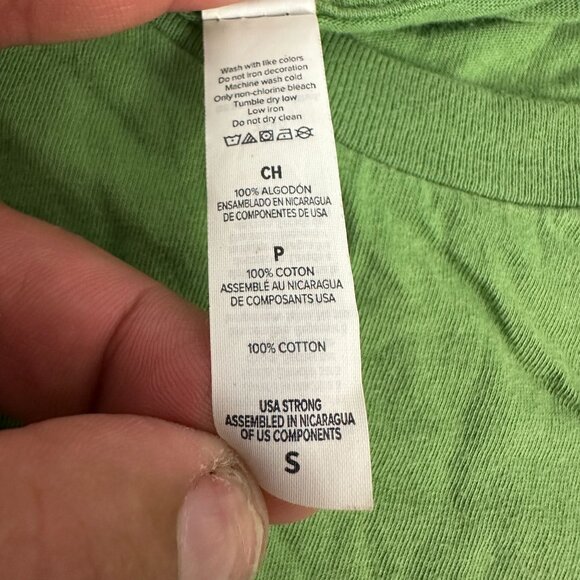 Wash with like colors
Do not iron decoration
Machine wash cold
Only non-chlorine bleach
Tumble dry low
Low iron
Do not dry clean
CH
100% ALGODÓN
ENSAMBLADO EN NICARAGUA
DE COMPONENTES DE USA
P
100% COTON
ASSEMBLÉ AU NICARAGUA
DE COMPOSANTS USA
100% COTTON
USA STRONG
ASSEMBLED IN NICARAGUA
OF US COMPONENTS
S